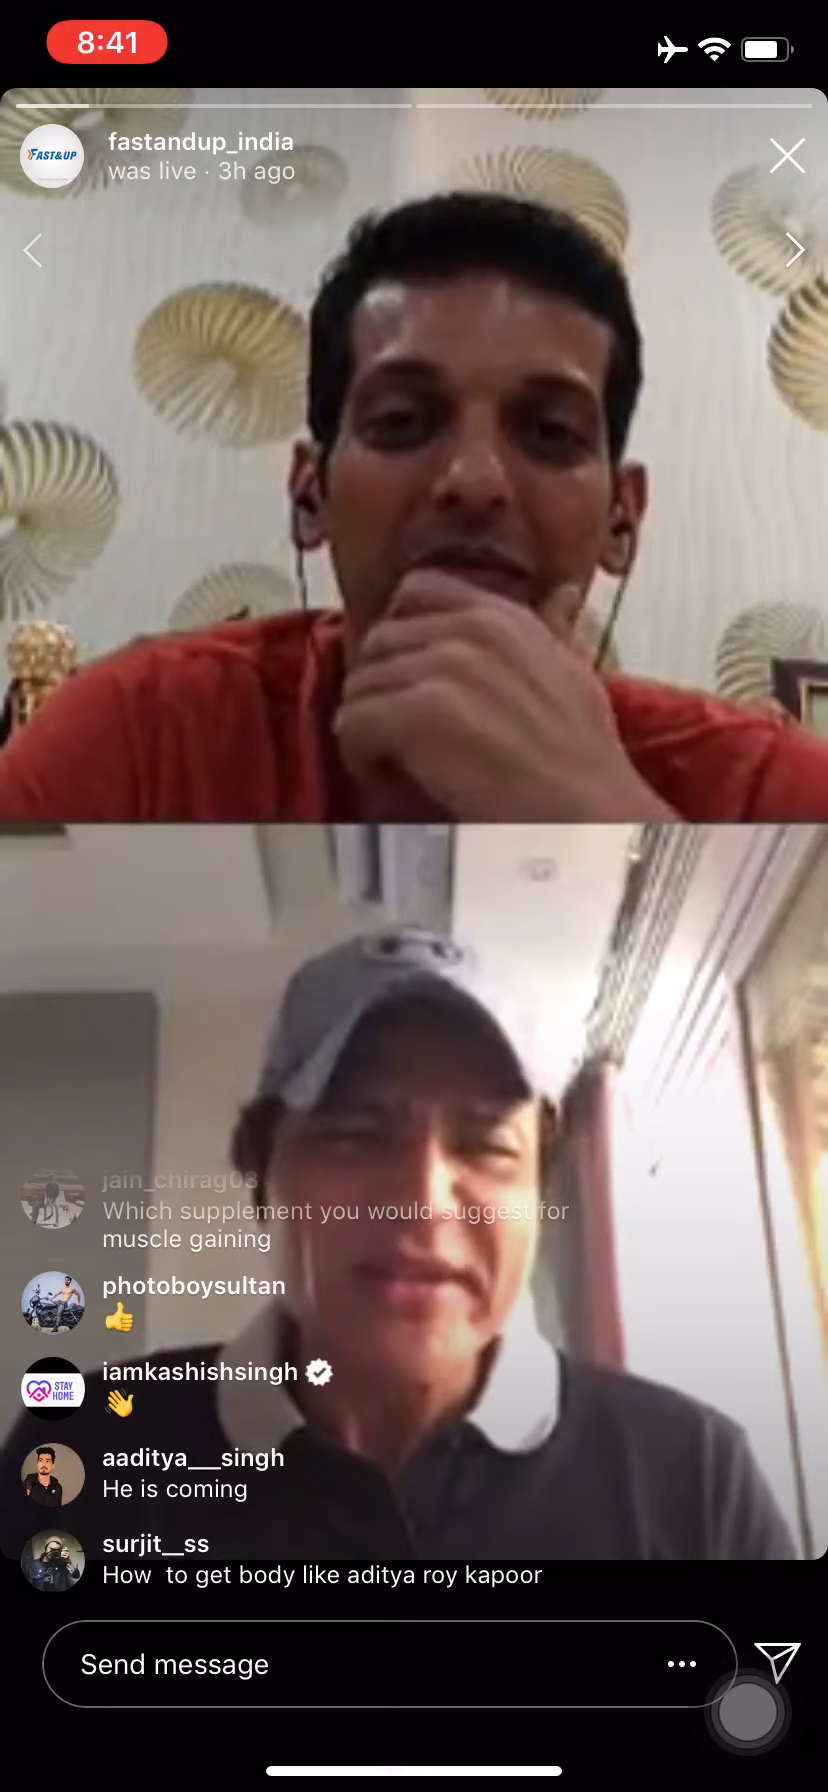 8:41
FAST&UP
fastandup_india
was live · 3h ago
jain_chirag03
Which supplement you would suggest for
muscle gaining
photoboysultan
👍
iamkashishsingh
STAY
HOME
👋
aaditya___singh
He is coming
surjit__ss
How  to get body like aditya roy kapoor
Send message